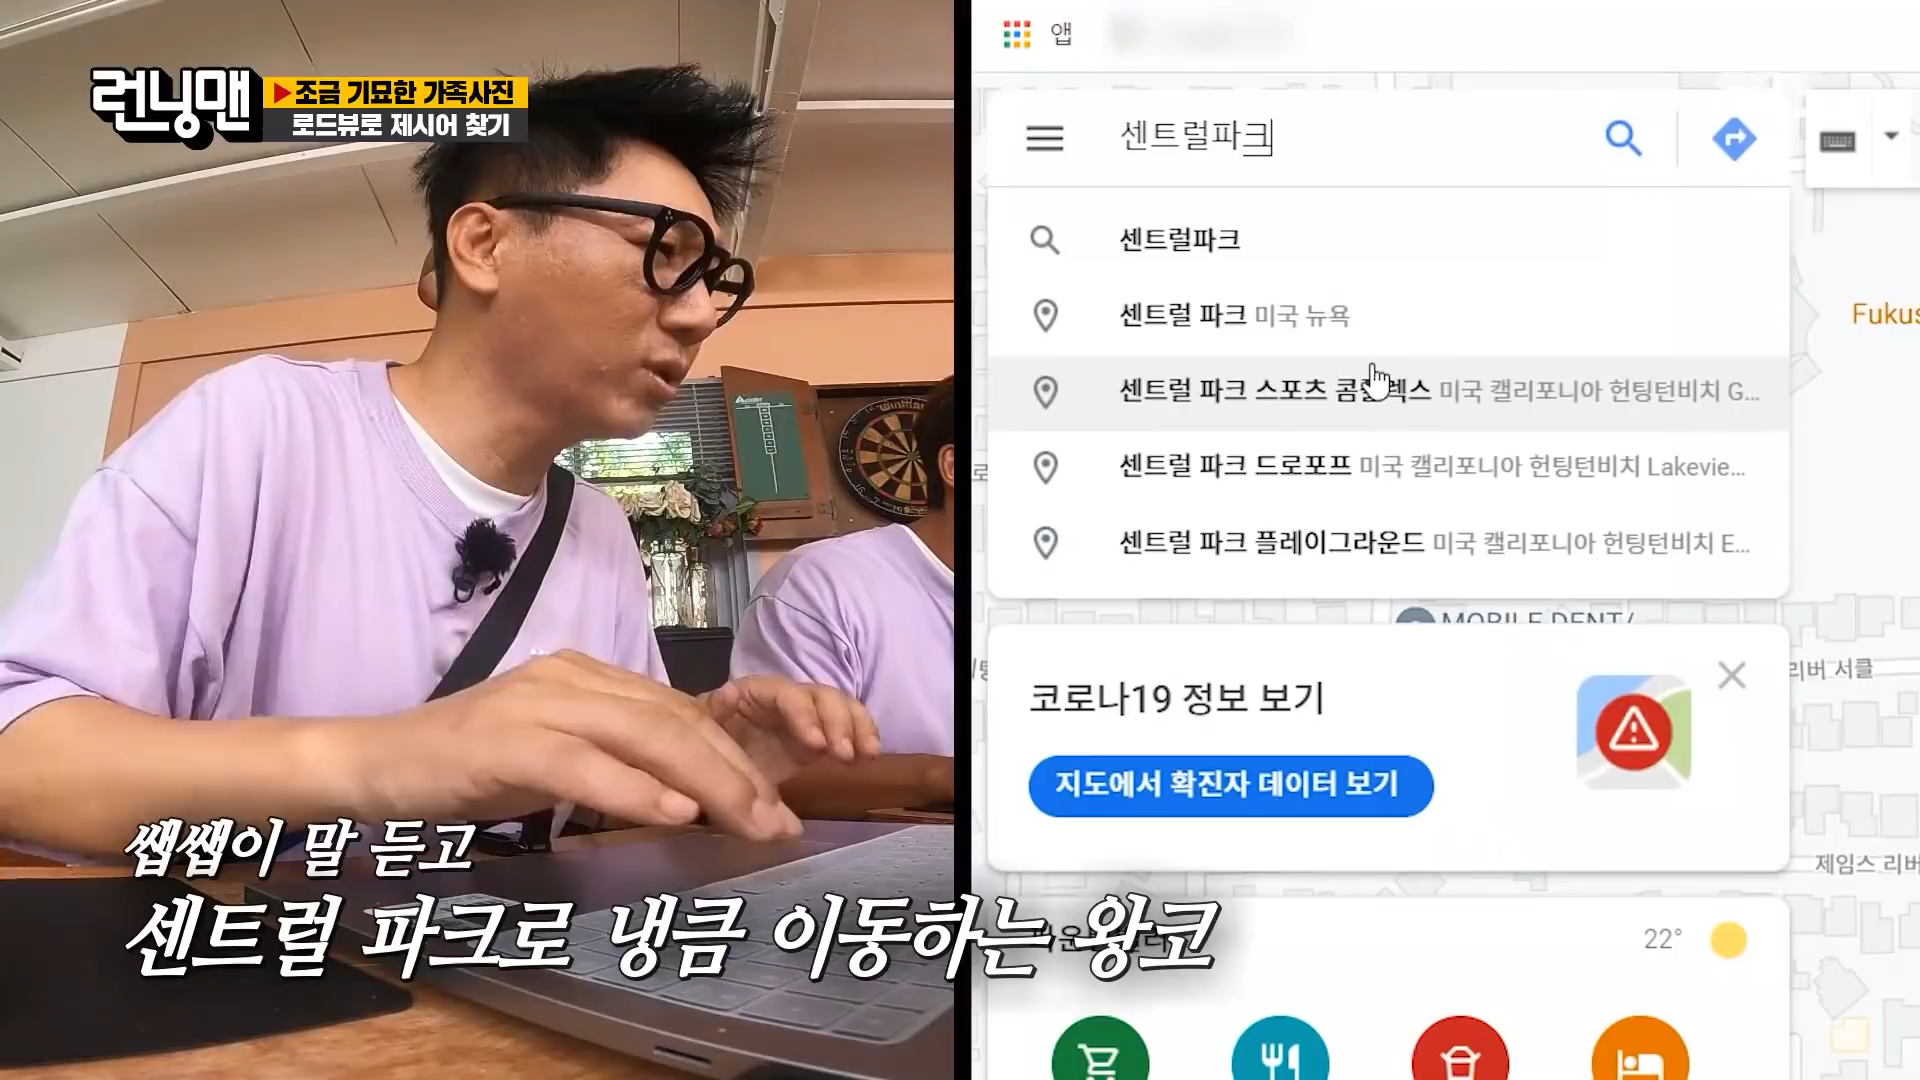 런닝맨
▶조금 기묘한 가족사진
로드뷰로 제시어 찾기
앱
센트럴파크
센트럴파크
센트럴 파크 미국 뉴욕
센트럴 파크 스포츠 미국 캘리포니아 헌팅턴비치 G...
센트럴 파크 드로포프 미국 캘리포니아 헌팅턴비치 Lakevie...
센트럴 파크 플레이그라운드 미국 캘리포니아 헌팅턴비치 E...
Fukus
MOBILE DENT
리버 서클
코로나19 정보 보기
지도에서 확진자 데이터 보기
제임스 리버
22°
쌥쌥이 말 듣고
센트럴 파크로 냉큼 이동하는 왕코